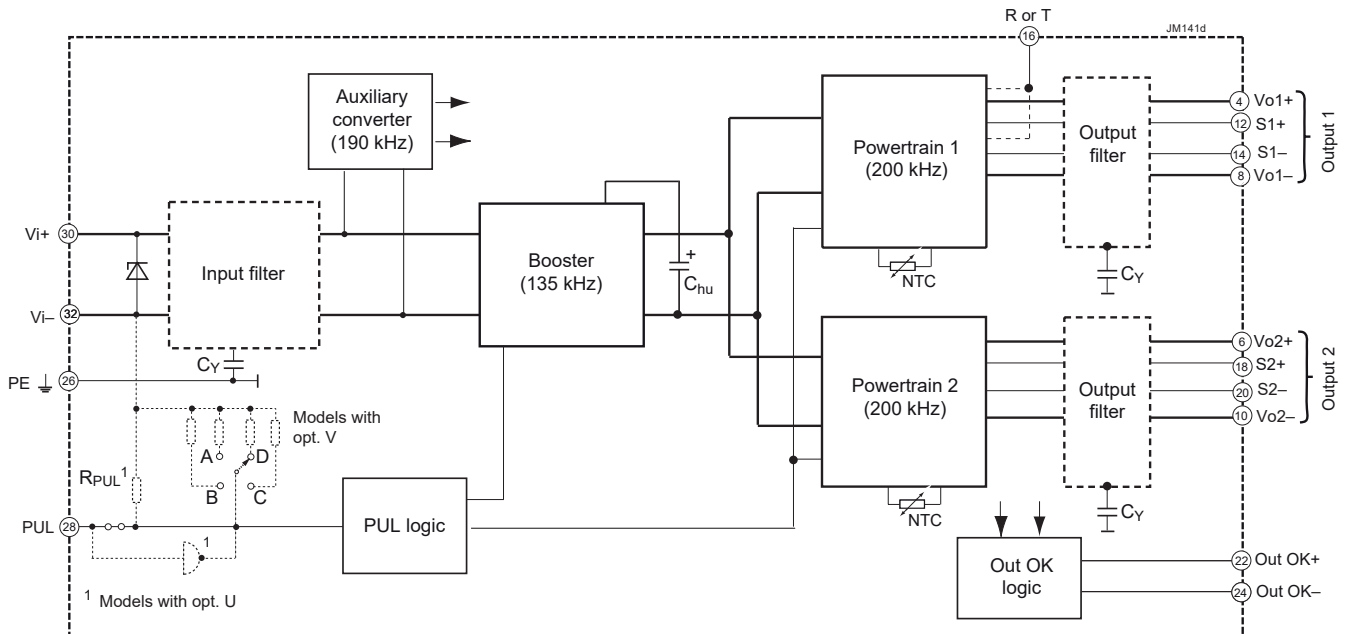 R or T
16
JM141d
Auxiliary
converter
(190 kHz)
Powertrain 1
(200 kHz)
Output
filter
4 Vo1+
12 S1+
14 S1–
8 Vo1–
Output 1
Vi+ 30
Input filter
Booster
(135 kHz)
+
Chu
NTC
CY
Vi– 32
CY
PE 26
Powertrain 2
(200 kHz)
Output
filter
6 Vo2+
18 S2+
20 S2–
10 Vo2–
Output 2
Models with
opt. V
A
D
B
C
RPUL1
PUL 28
PUL logic
NTC
CY
1
Out OK
logic
22 Out OK+
24 Out OK–
1 Models with opt. U